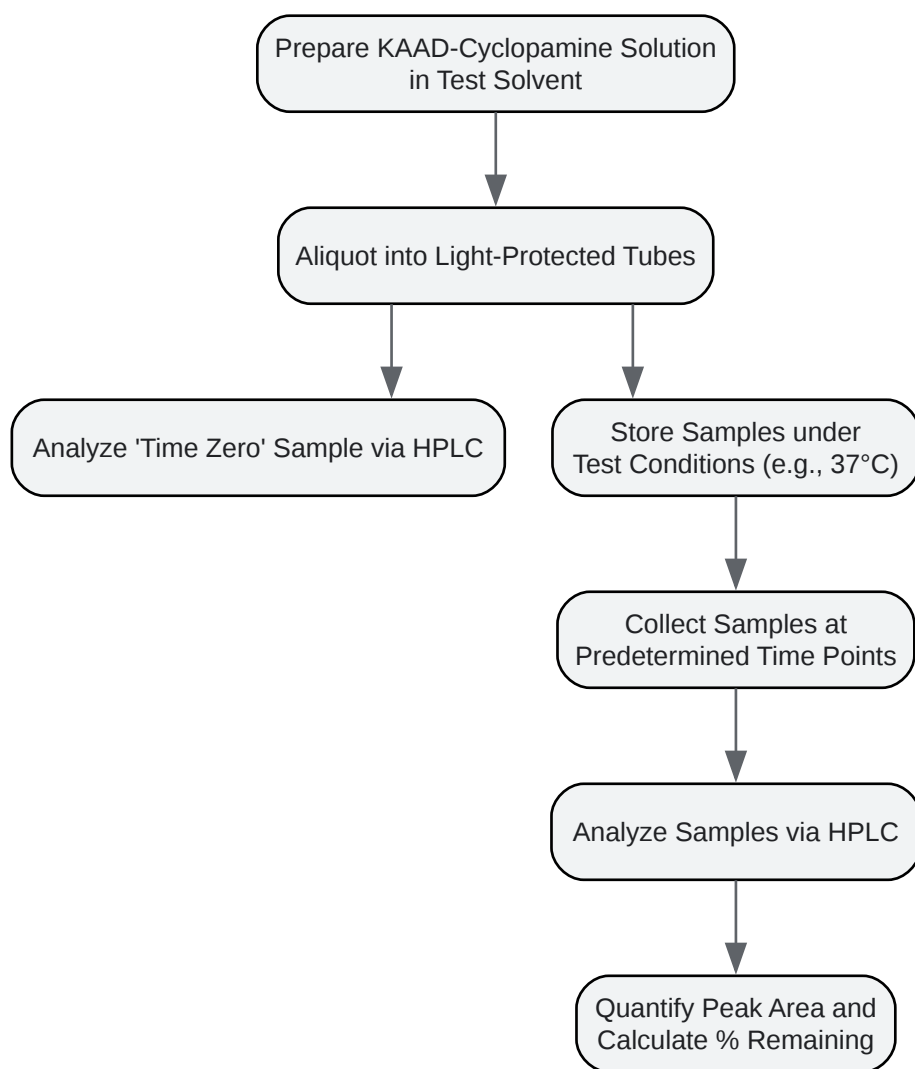 Prepare KAAD-Cyclopamine Solution
in Test Solvent
Aliquot into Light-Protected Tubes
Analyze 'Time Zero' Sample via HPLC
Store Samples under
Test Conditions (e.g., 37°C)
Collect Samples at
Predetermined Time Points
Analyze Samples via HPLC
Quantify Peak Area and
Calculate % Remaining